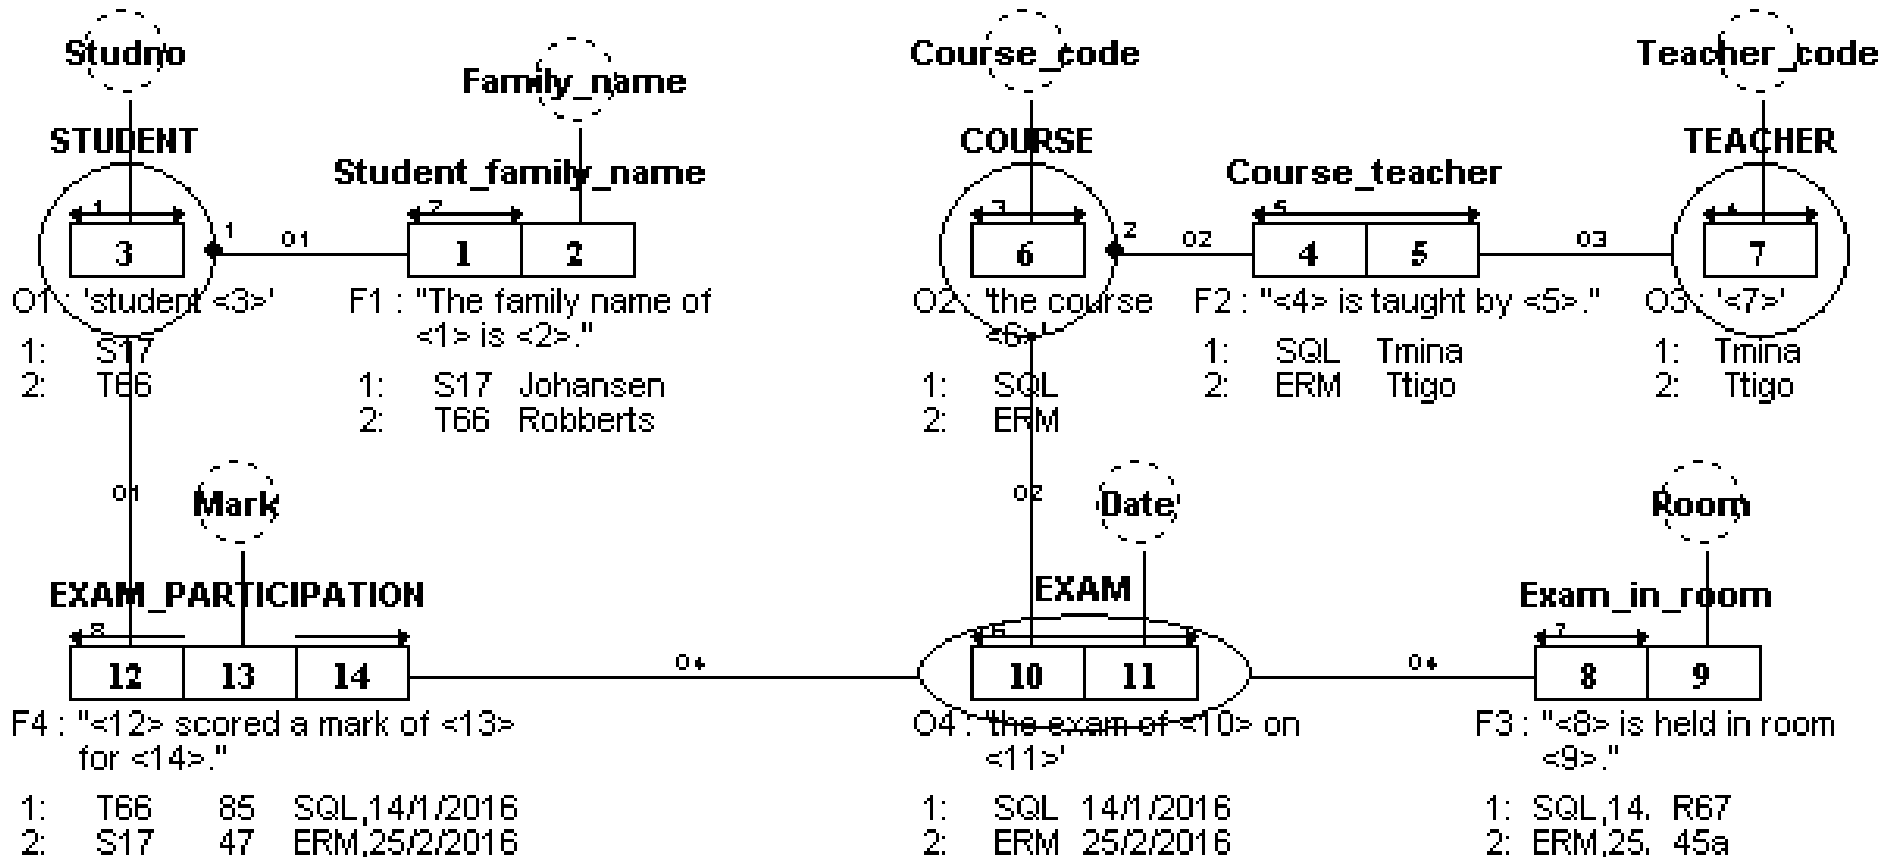 Studno
Family_name
Course_code
Teacher_code
STUDENT
Student_family_name
COURSE
Course_teacher
TEACHER
1
7
3
5
3
1
O1
1 2
6
2
O2
4 5
O3
7
O1 : 'student <3>'
F1 : "The family name of
<1> is <2>."
O2 : 'the course
<6>'
F2 : "<4> is taught by <5>."
O3 : '<7>'
1: S17
2: T66
1: S17 Johansen
2: T66 Robberts
1: SQL
2: ERM
1: SQL Tmina
2: ERM Ttigo
1: Tmina
2: Ttigo
O1
Mark
O2
Date
Room
EXAM_PARTICIPATION
EXAM
Exam_in_room
8
6
7
12 13 14
O4
10 11
O4
8 9
F4 : "<12> scored a mark of <13>
for <14>."
O4 : 'the exam of <10> on
<11>'
F3 : "<8> is held in room
<9>."
1: T66 85 SQL,14/1/2016
2: S17 47 ERM,25/2/2016
1: SQL 14/1/2016
2: ERM 25/2/2016
1: SQL,14. R67
2: ERM,25. 45a